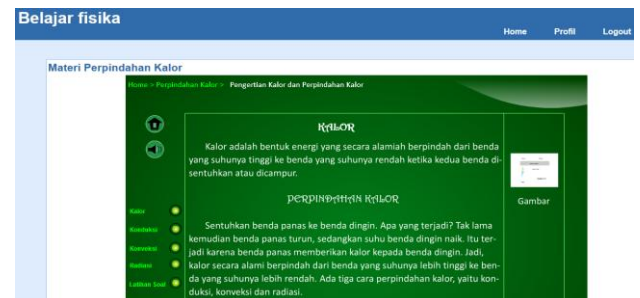 Belajar fisika
Home Profil Logout
Materi Perpindahan Kalor
Home > Perpindahan Kalor > Pengertian Kalor dan Perpindahan Kalor
KALOR
Kalor adalah bentuk energi yang secara alamiah berpindah dari benda
yang suhunya tinggi ke benda yang suhunya rendah ketika kedua benda di-
sentuhkan atau dicampur.
Gambar
PERPINDAHAN KALOR
Kalor
Konduksi
Konveksi
Radiasi
Latihan Soal
Sentuhkan benda panas ke benda dingin. Apa yang terjadi? Tak lama
kemudian benda panas turun, sedangkan suhu benda dingin naik. Itu ter-
jadi karena benda panas memberikan kalor kepada benda dingin. Jadi,
kalor secara alami berpindah dari benda yang suhunya lebih tinggi ke ben-
da yang suhunya lebih rendah. Ada tiga cara perpindahan kalor, yaitu kon-
duksi, konveksi dan radiasi.